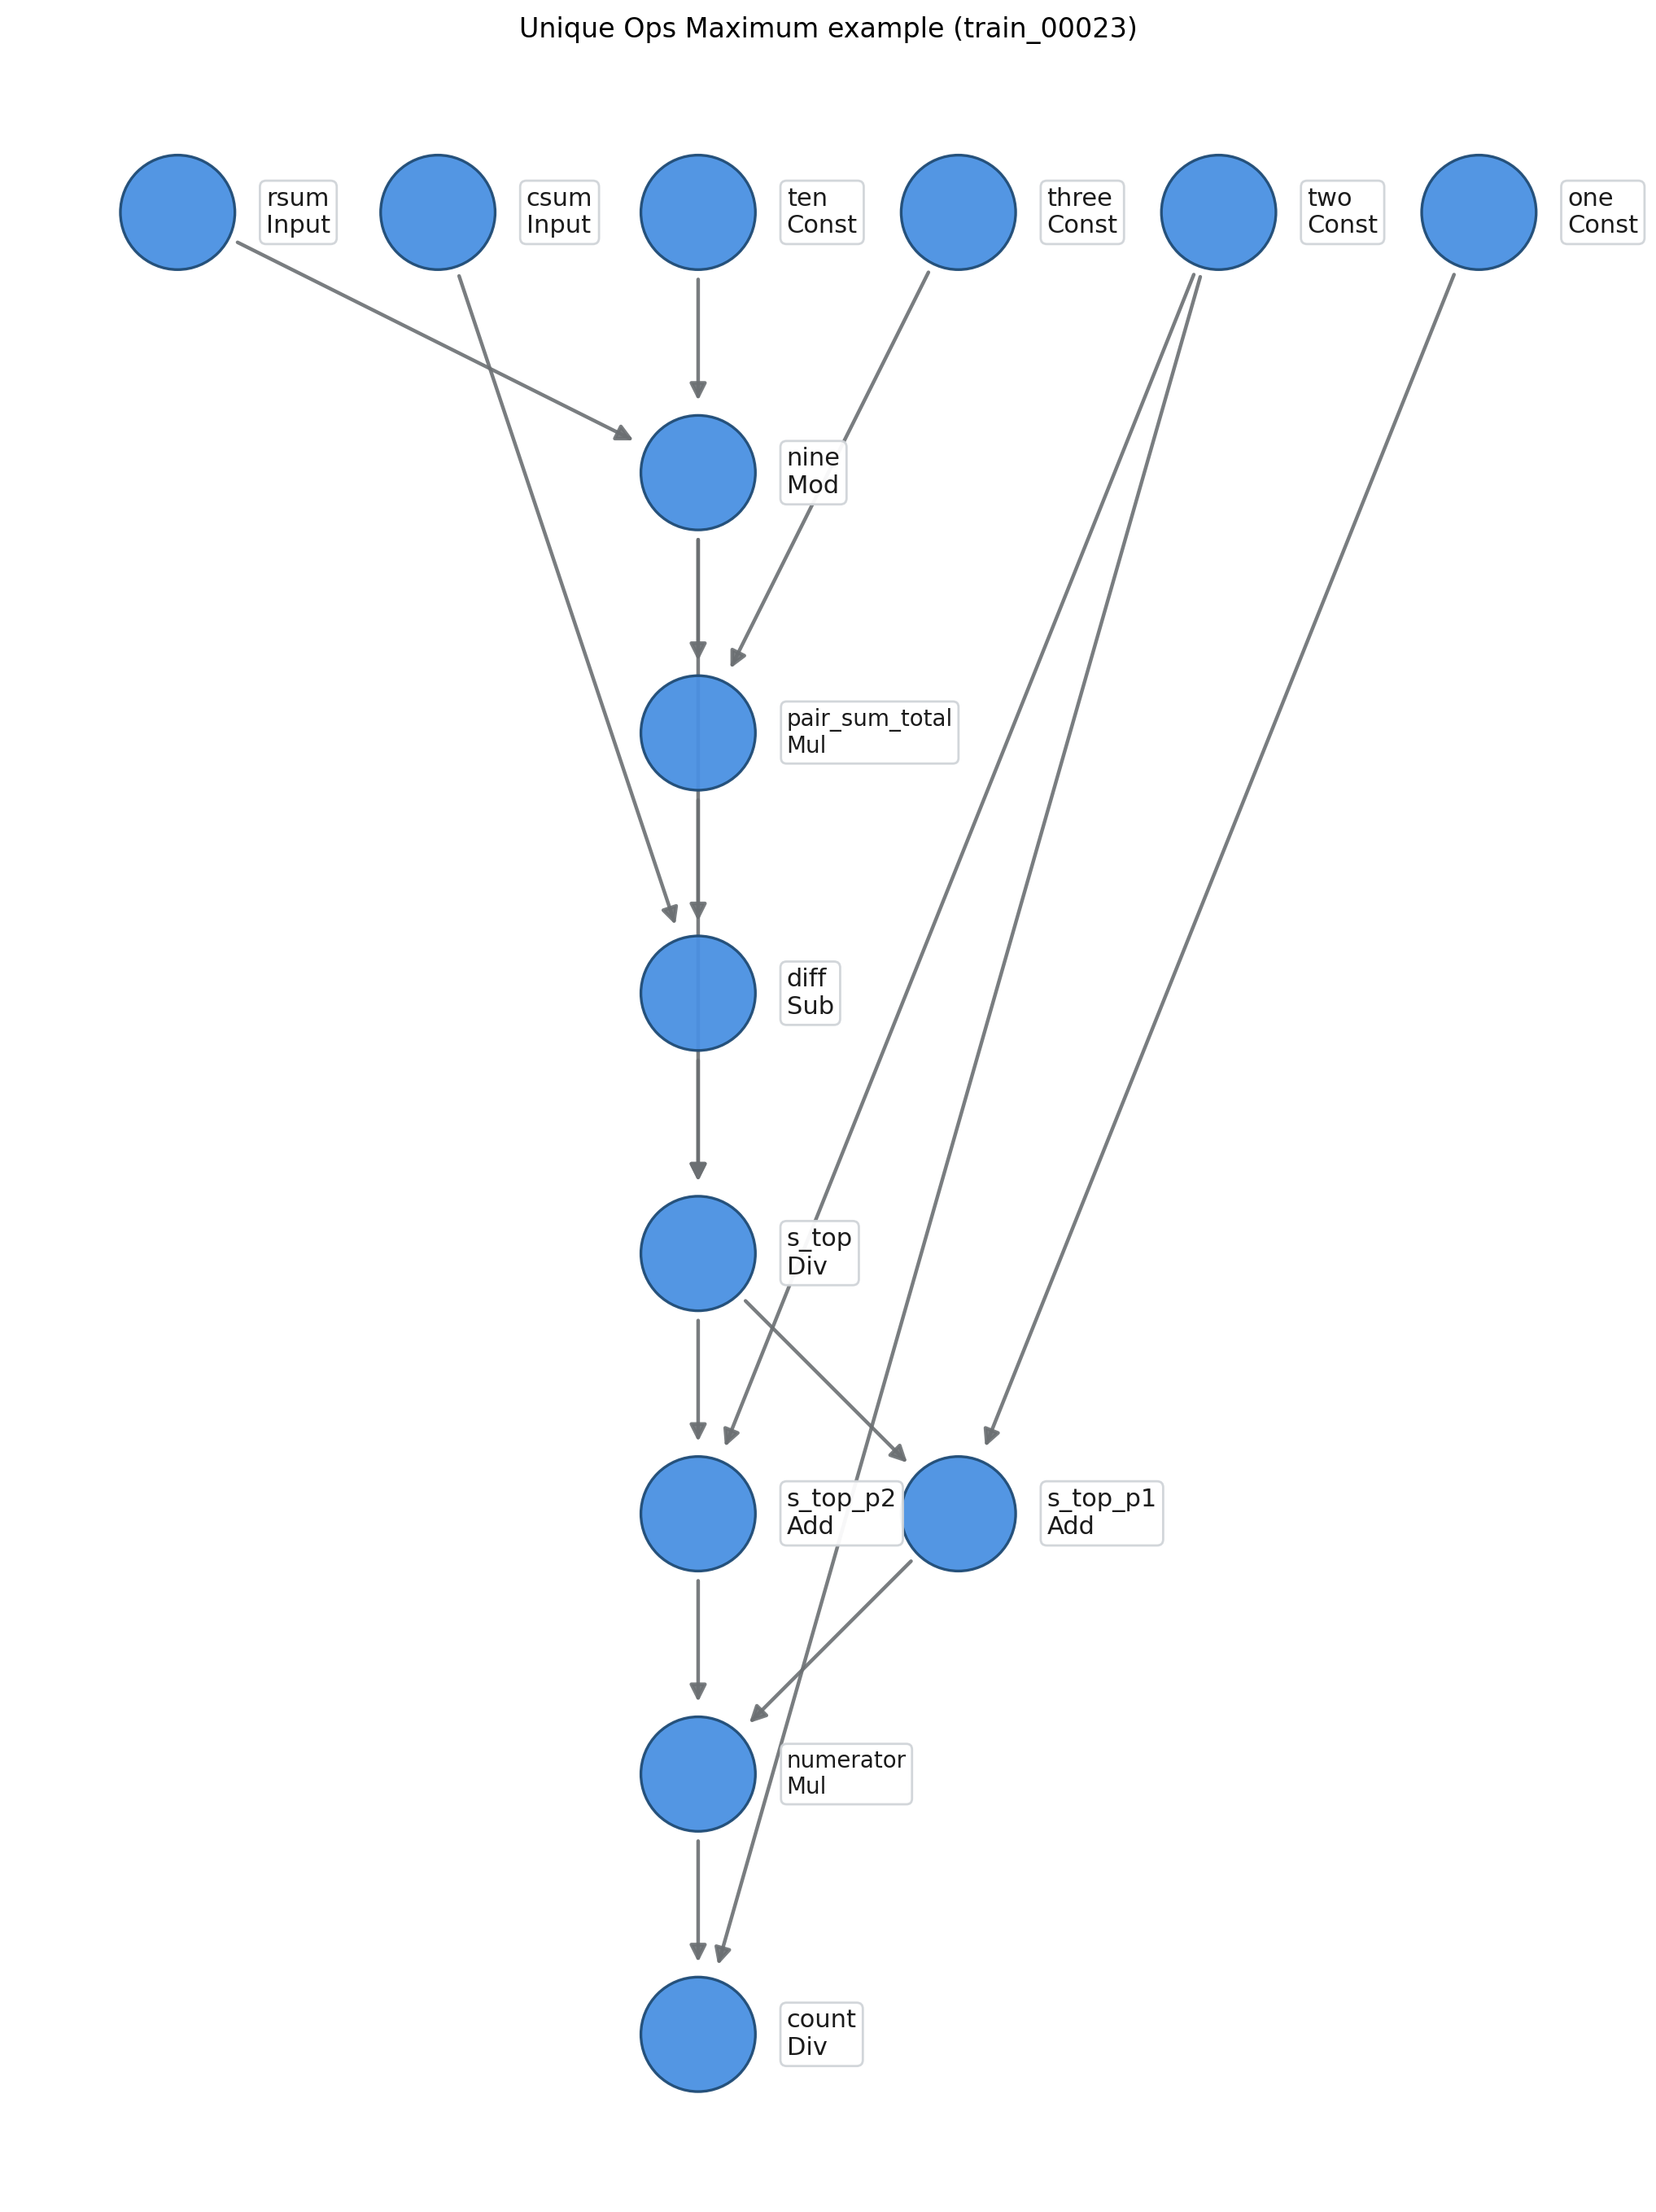 Unique Ops Maximum example (train_00023)
rsum
Input
csum
Input
ten
Const
three
Const
two
Const
one
Const
nine
Mod
pair_sum_total
Mul
diff
Sub
s_top
Div
s_top_p2
Add
s_top_p1
Add
numerator
Mul
count
Div